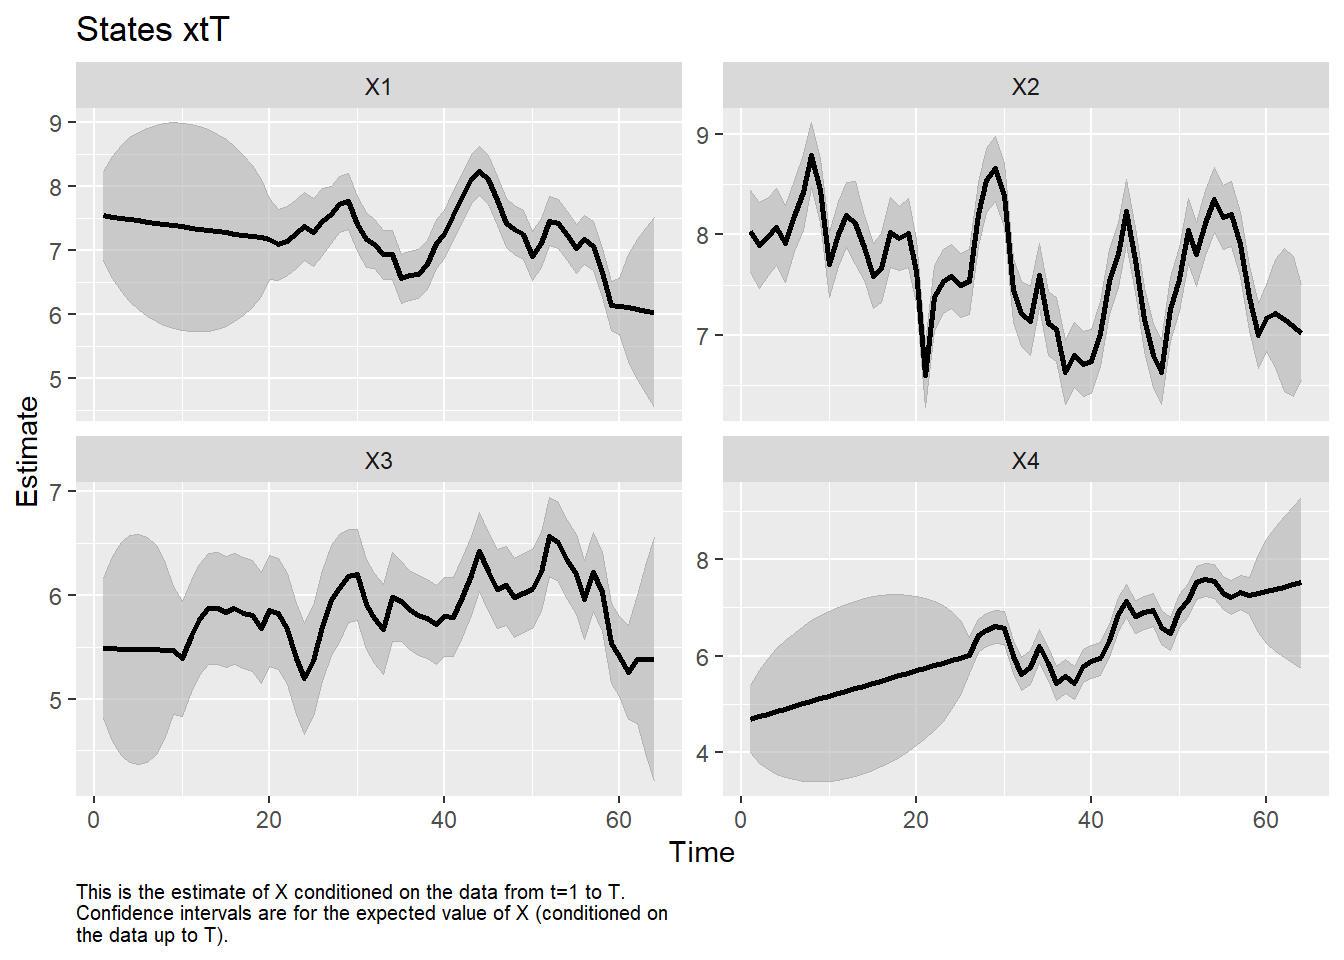 States xtT
X1
X2
9
8
7
6
5
9
8
7
Estimate
X3
X4
7
6
5
8
6
4
0
20
40
60
0
20
40
60
Time
This is the estimate of X conditioned on the data from t=1 to T.
Confidence intervals are for the expected value of X (conditioned on
the data up to T).